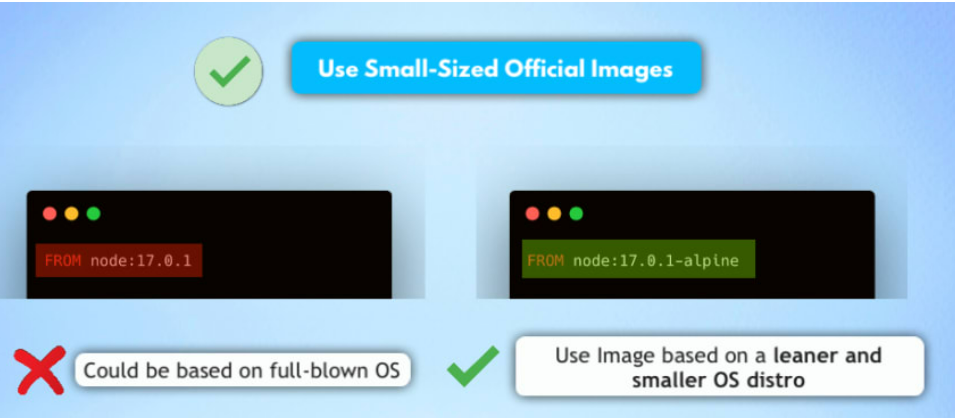 Use Small-Sized Official Images
FROM node:17.0.1
FROM node:17.0.1-alpine
Could be based on full-blown OS
Use Image based on a leaner and
smaller OS distro